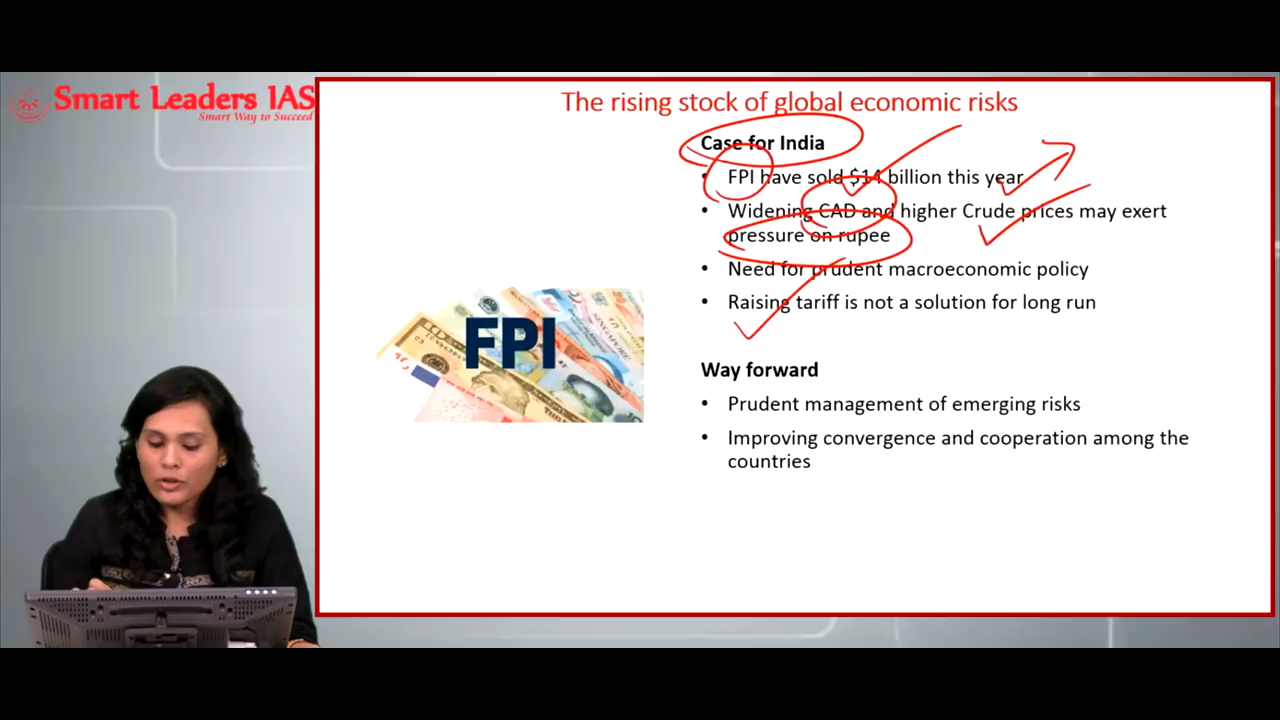 Smart Leaders IAS
Smart Way to Succeed
The rising stock of global economic risks
Case for India
• FPI have sold $14 billion this year
• Widening CAD and higher Crude prices may exert
pressure on rupee
• Need for prudent macroeconomic policy
• Raising tariff is not a solution for long run
FPI
Way forward
• Prudent management of emerging risks
• Improving convergence and cooperation among the
countries